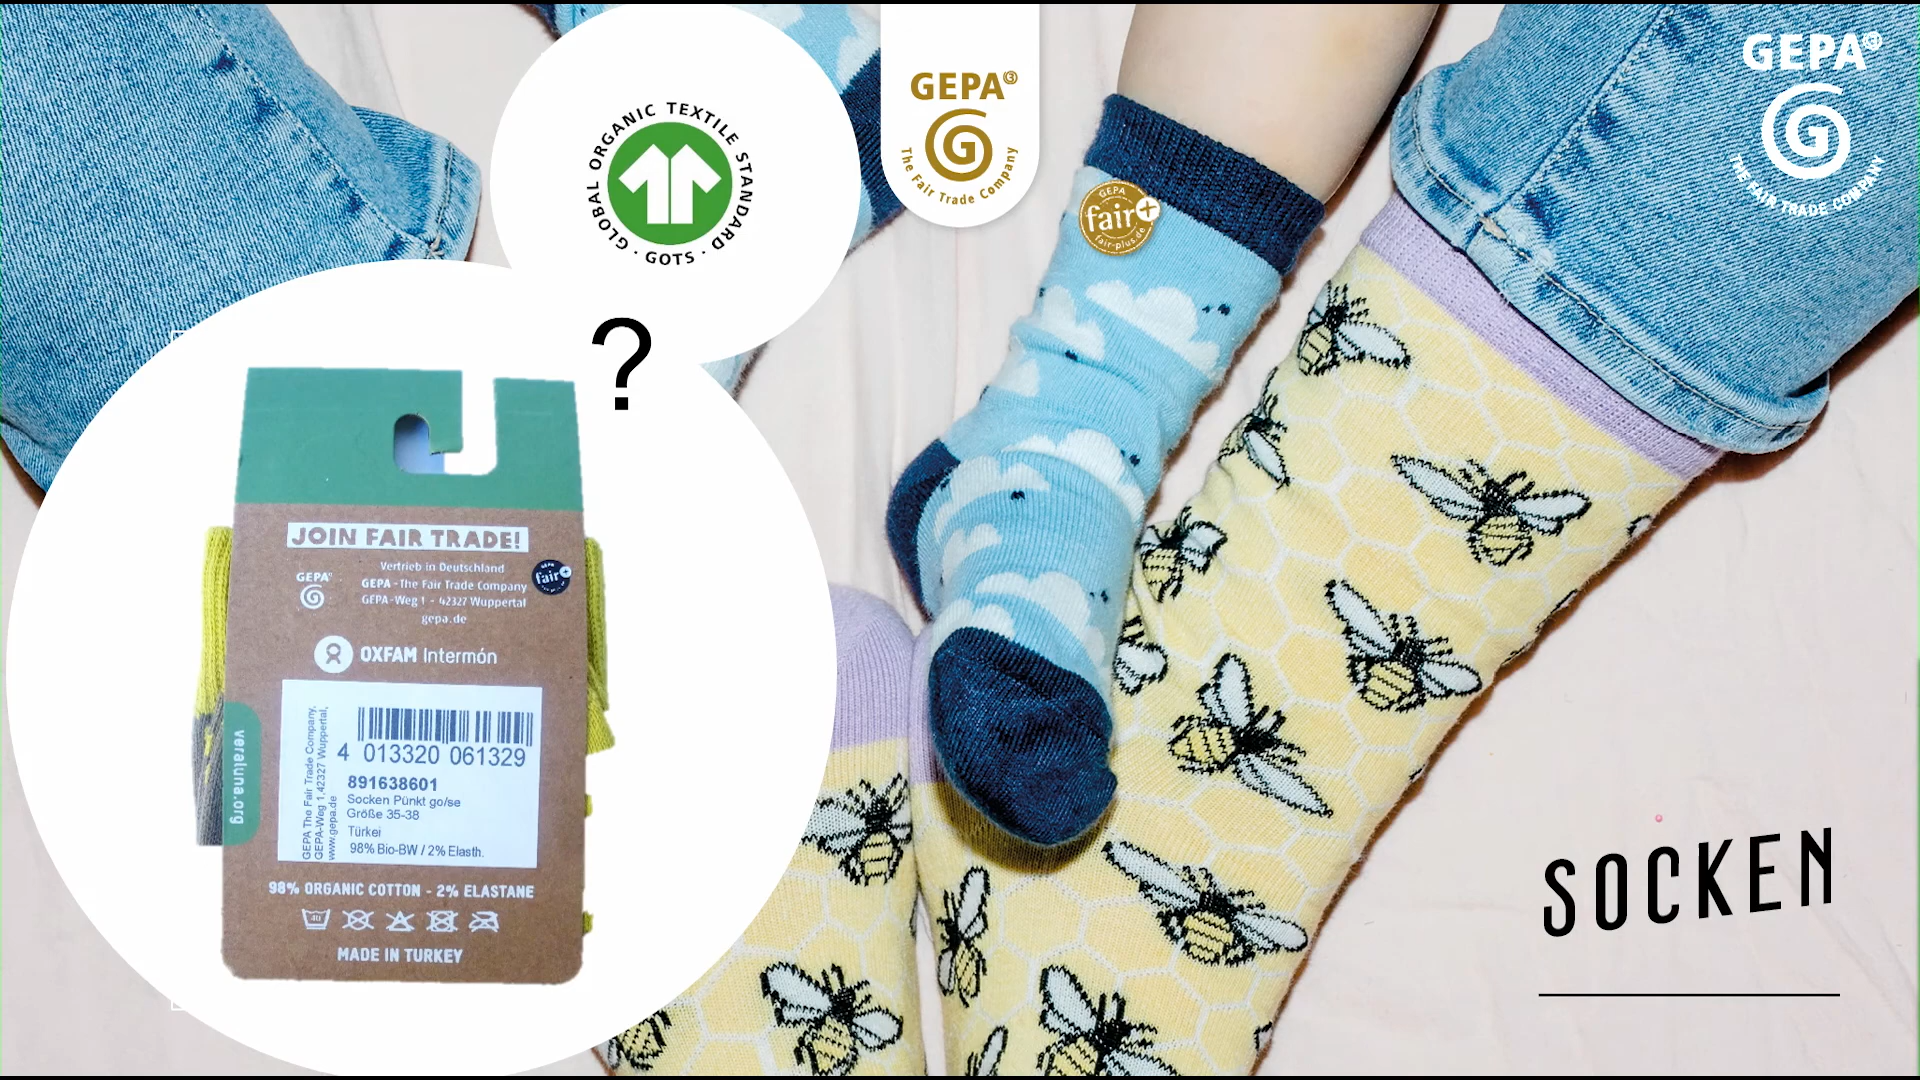 GLOBAL ORGANIC TEXTILE STANDARD · GOTS ·
?
GEPA
The Fair Trade Company
GEPA
fair+
fair-plus.de
GEPA
THE FAIR TRADE COMPANY
JOIN FAIR TRADE!
Vertrieb in Deutschland
GEPA - The Fair Trade Company
GEPA-Weg 1 - 42327 Wuppertal
gepa.de
GEPA
GEPA
fair+
OXFAM Intermón
GEPA The Fair Trade Company,
GEPA-Weg 1,42327 Wuppertal,
www.gepa.de
4 013320 061329
891638601
Socken Pünkt go/se
Größe 35-38
Türkei
98% Bio-BW / 2% Elasth.
veraluna.org
98% ORGANIC COTTON - 2% ELASTANE
40
MADE IN TURKEY
SOCKEN